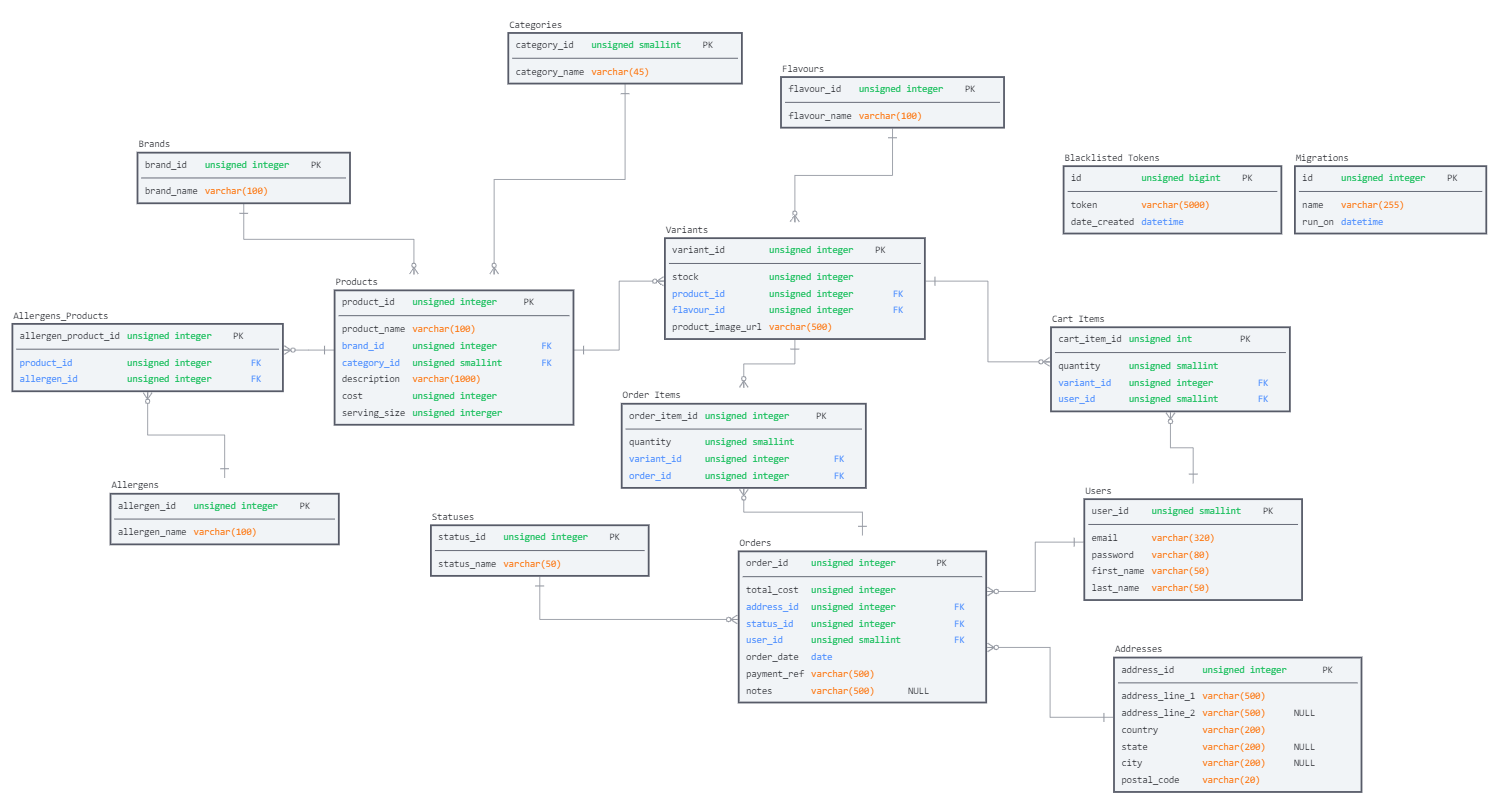 Categories
category_id unsigned smallint PK
category_name varchar(45)
Flavours
flavour_id unsigned integer PK
flavour_name varchar(100)
Brands
brand_id unsigned integer PK
brand_name varchar(100)
Blacklisted Tokens
id unsigned bigint PK
token varchar(5000)
date_created datetime
Migrations
id unsigned integer PK
name varchar(255)
run_on datetime
Variants
variant_id unsigned integer PK
stock unsigned integer
product_id unsigned integer FK
flavour_id unsigned integer FK
product_image_url varchar(500)
Products
product_id unsigned integer PK
product_name varchar(100)
brand_id unsigned integer FK
category_id unsigned smallint FK
description varchar(1000)
cost unsigned integer
serving_size unsigned interger
Allergens_Products
allergen_product_id unsigned integer PK
product_id unsigned integer FK
allergen_id unsigned integer FK
Cart Items
cart_item_id unsigned int PK
quantity unsigned smallint
variant_id unsigned integer FK
user_id unsigned smallint FK
Order Items
order_item_id unsigned integer PK
quantity unsigned smallint
variant_id unsigned integer FK
order_id unsigned integer FK
Allergens
allergen_id unsigned integer PK
allergen_name varchar(100)
Users
user_id unsigned smallint PK
email varchar(320)
password varchar(80)
first_name varchar(50)
last_name varchar(50)
Statuses
status_id unsigned integer PK
status_name varchar(50)
Orders
order_id unsigned integer PK
total_cost unsigned integer
address_id unsigned integer FK
status_id unsigned integer FK
user_id unsigned smallint FK
order_date date
payment_ref varchar(500)
notes varchar(500) NULL
Addresses
address_id unsigned integer PK
address_line_1 varchar(500)
address_line_2 varchar(500) NULL
country varchar(200)
state varchar(200) NULL
city varchar(200) NULL
postal_code varchar(20)